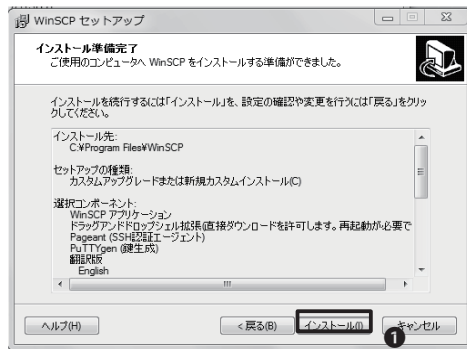 WinSCP セットアップ
インストール準備完了
ご使用のコンピュータへ WinSCP をインストールする準備ができました。
インストールを続行するには「インストール」を、設定の確認や変更を行うには「戻る」をクリッ
クしてください。
インストール先:
C:¥Program Files¥WinSCP
セットアップの種類:
カスタムアップグレードまたは新規カスタムインストール(C)
選択コンポーネント:
WinSCP アプリケーション
ドラッグアンドドロップシェル拡張(直接ダウンロードを許可します。再起動が必要で
Pageant (SSH認証エージェント)
PuTTYgen (鍵生成)
翻訳版
English
ヘルプ(H)
< 戻る(B)
インストール(I)
キャンセル
❶